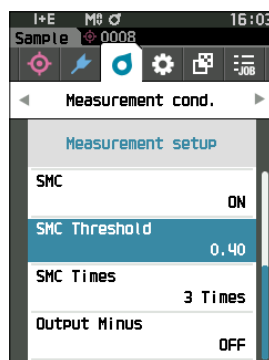 I+E M0 ♂ 16:03
Sample 0008
JOB
Measurement cond.
Measurement setup
SMC
ON
SMC Threshold
0.40
SMC Times
3 Times
Output Minus
OFF